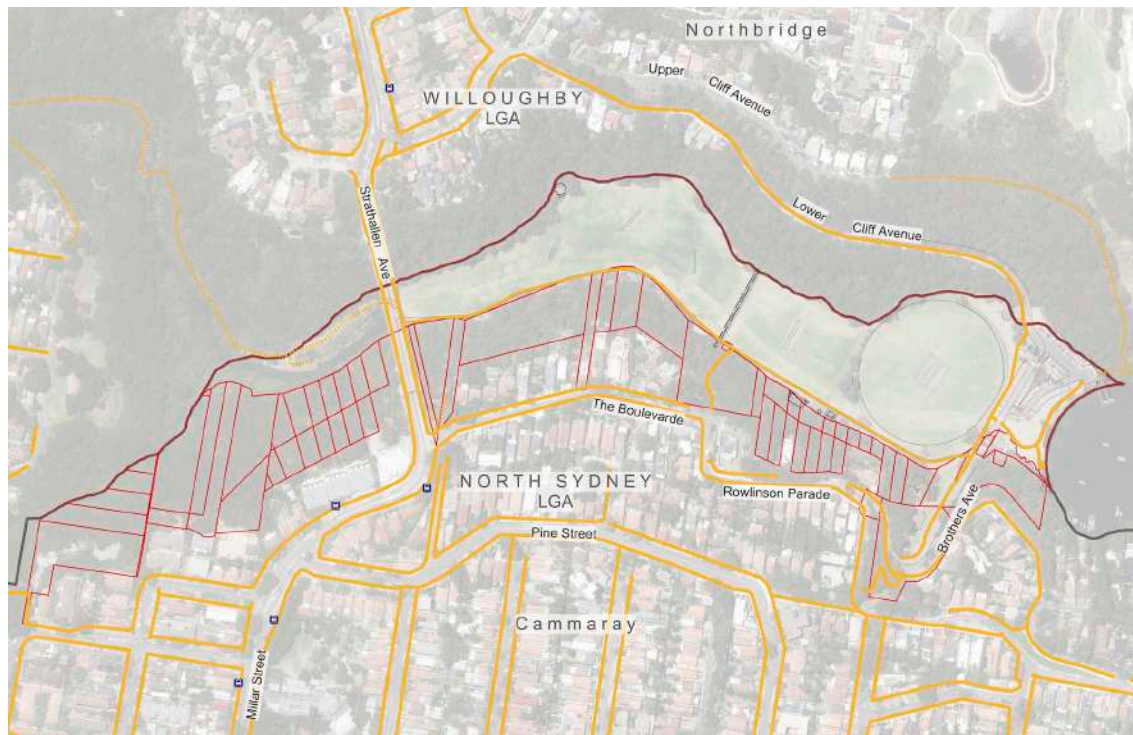 Northbridge
Upper Cliff Avenue
WILLOUGHBY
LGA
Strathallen Ave
Lower Cliff Avenue
The Boulevarde
NORTH SYDNEY
LGA
Rowlinson Parade
Brothers Ave
Pine Street
Cammaray
Millar Street